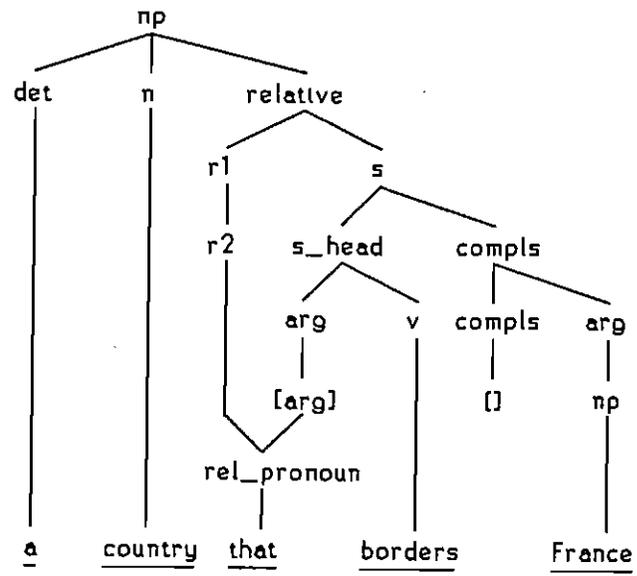 np
det n relative
r1 s
r2 s_head compls
arg v compls arg
[arg] [] np
rel_pronoun
a country that borders France